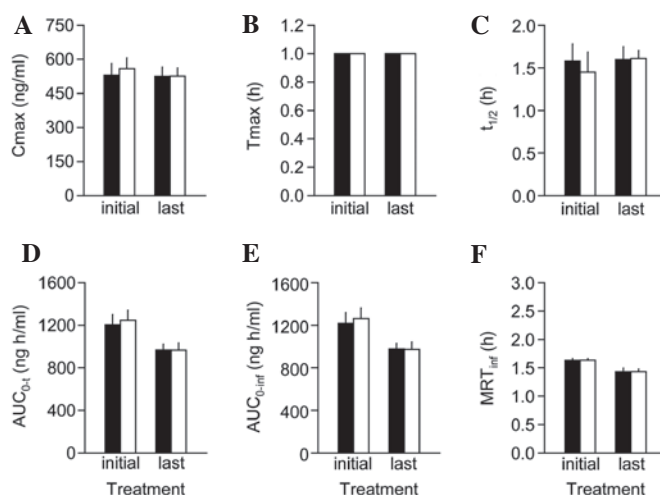 A
Cmax (ng/ml)
750
600
450
300
150
0
initial last
B
Tmax (h)
1.2
1.0
0.8
0.6
0.4
0.2
0.0
initial last
C
t1/2 (h)
2.0
1.5
1.0
0.5
0.0
initial last
D
AUC0-t (ng h/ml)
1600
1200
800
400
0
initial last
Treatment
E
AUC0-inf (ng h/ml)
1600
1200
800
400
0
initial last
Treatment
F
MRTinf (h)
3.0
2.5
2.0
1.5
1.0
0.5
0.0
initial last
Treatment